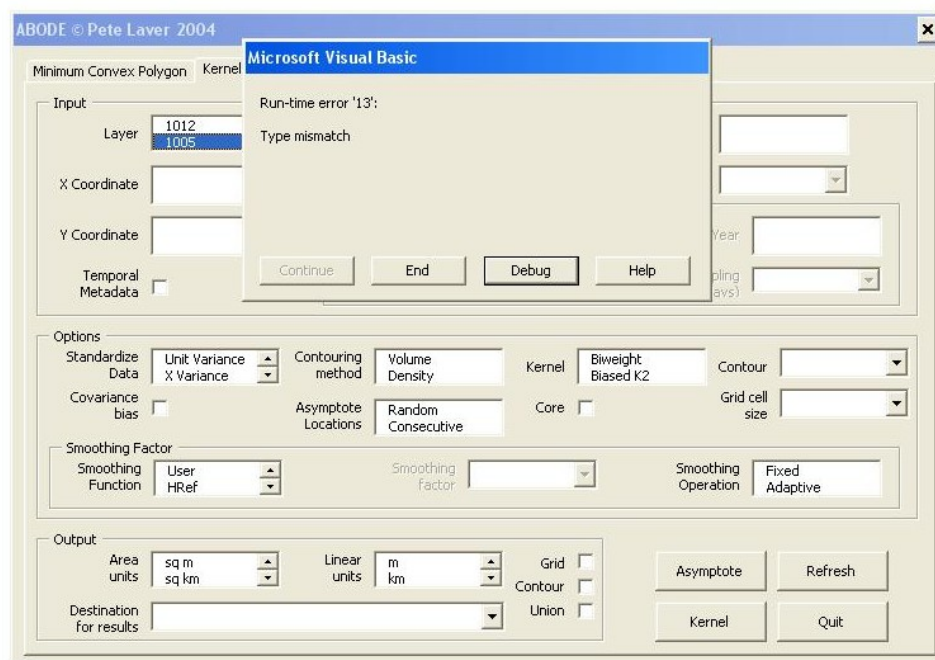 ABODE © Pete Laver 2004
Microsoft Visual Basic
Run-time error '13':
Type mismatch
Continue
End
Debug
Help
Minimum Convex Polygon
Kernel
Input
Layer
1012
1005
X Coordinate
Y Coordinate
Year
Temporal
Metadata
Options
Standardize
Data
Unit Variance
X Variance
Contouring
method
Volume
Density
Kernel
Biweight
Biased K2
Contour
Covariance
bias
Asymptote
Locations
Random
Consecutive
Core
Grid cell
size
Smoothing Factor
Smoothing
Function
User
HRef
Smoothing
factor
Smoothing
Operation
Fixed
Adaptive
Output
Area
units
sq m
sq km
Linear
units
m
km
Grid
Contour
Union
Destination
for results
Asymptote
Refresh
Kernel
Quit